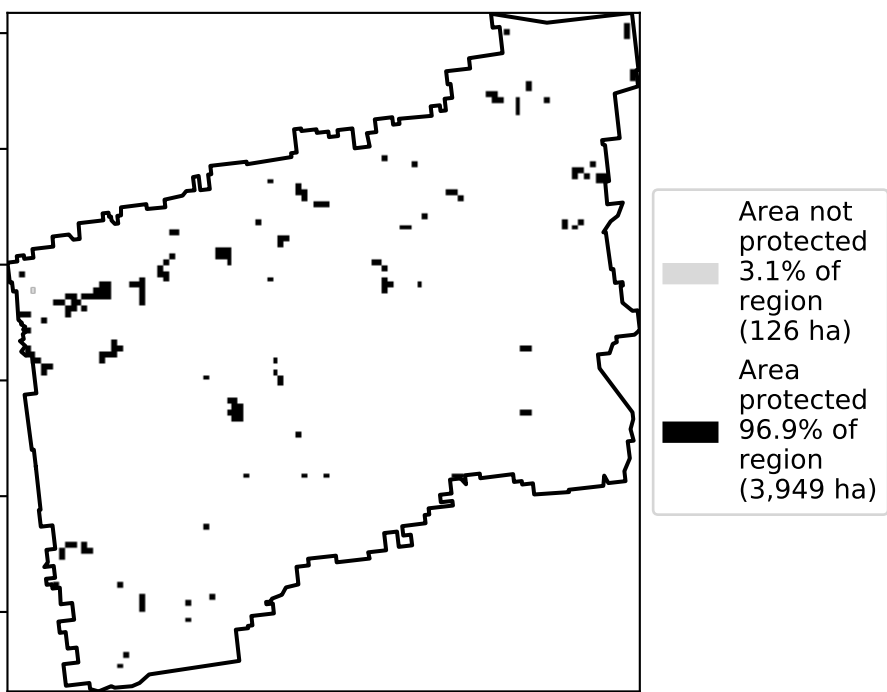 Area not
protected
3.1% of
region
(126 ha)
Area
protected
96.9% of
region
(3,949 ha)